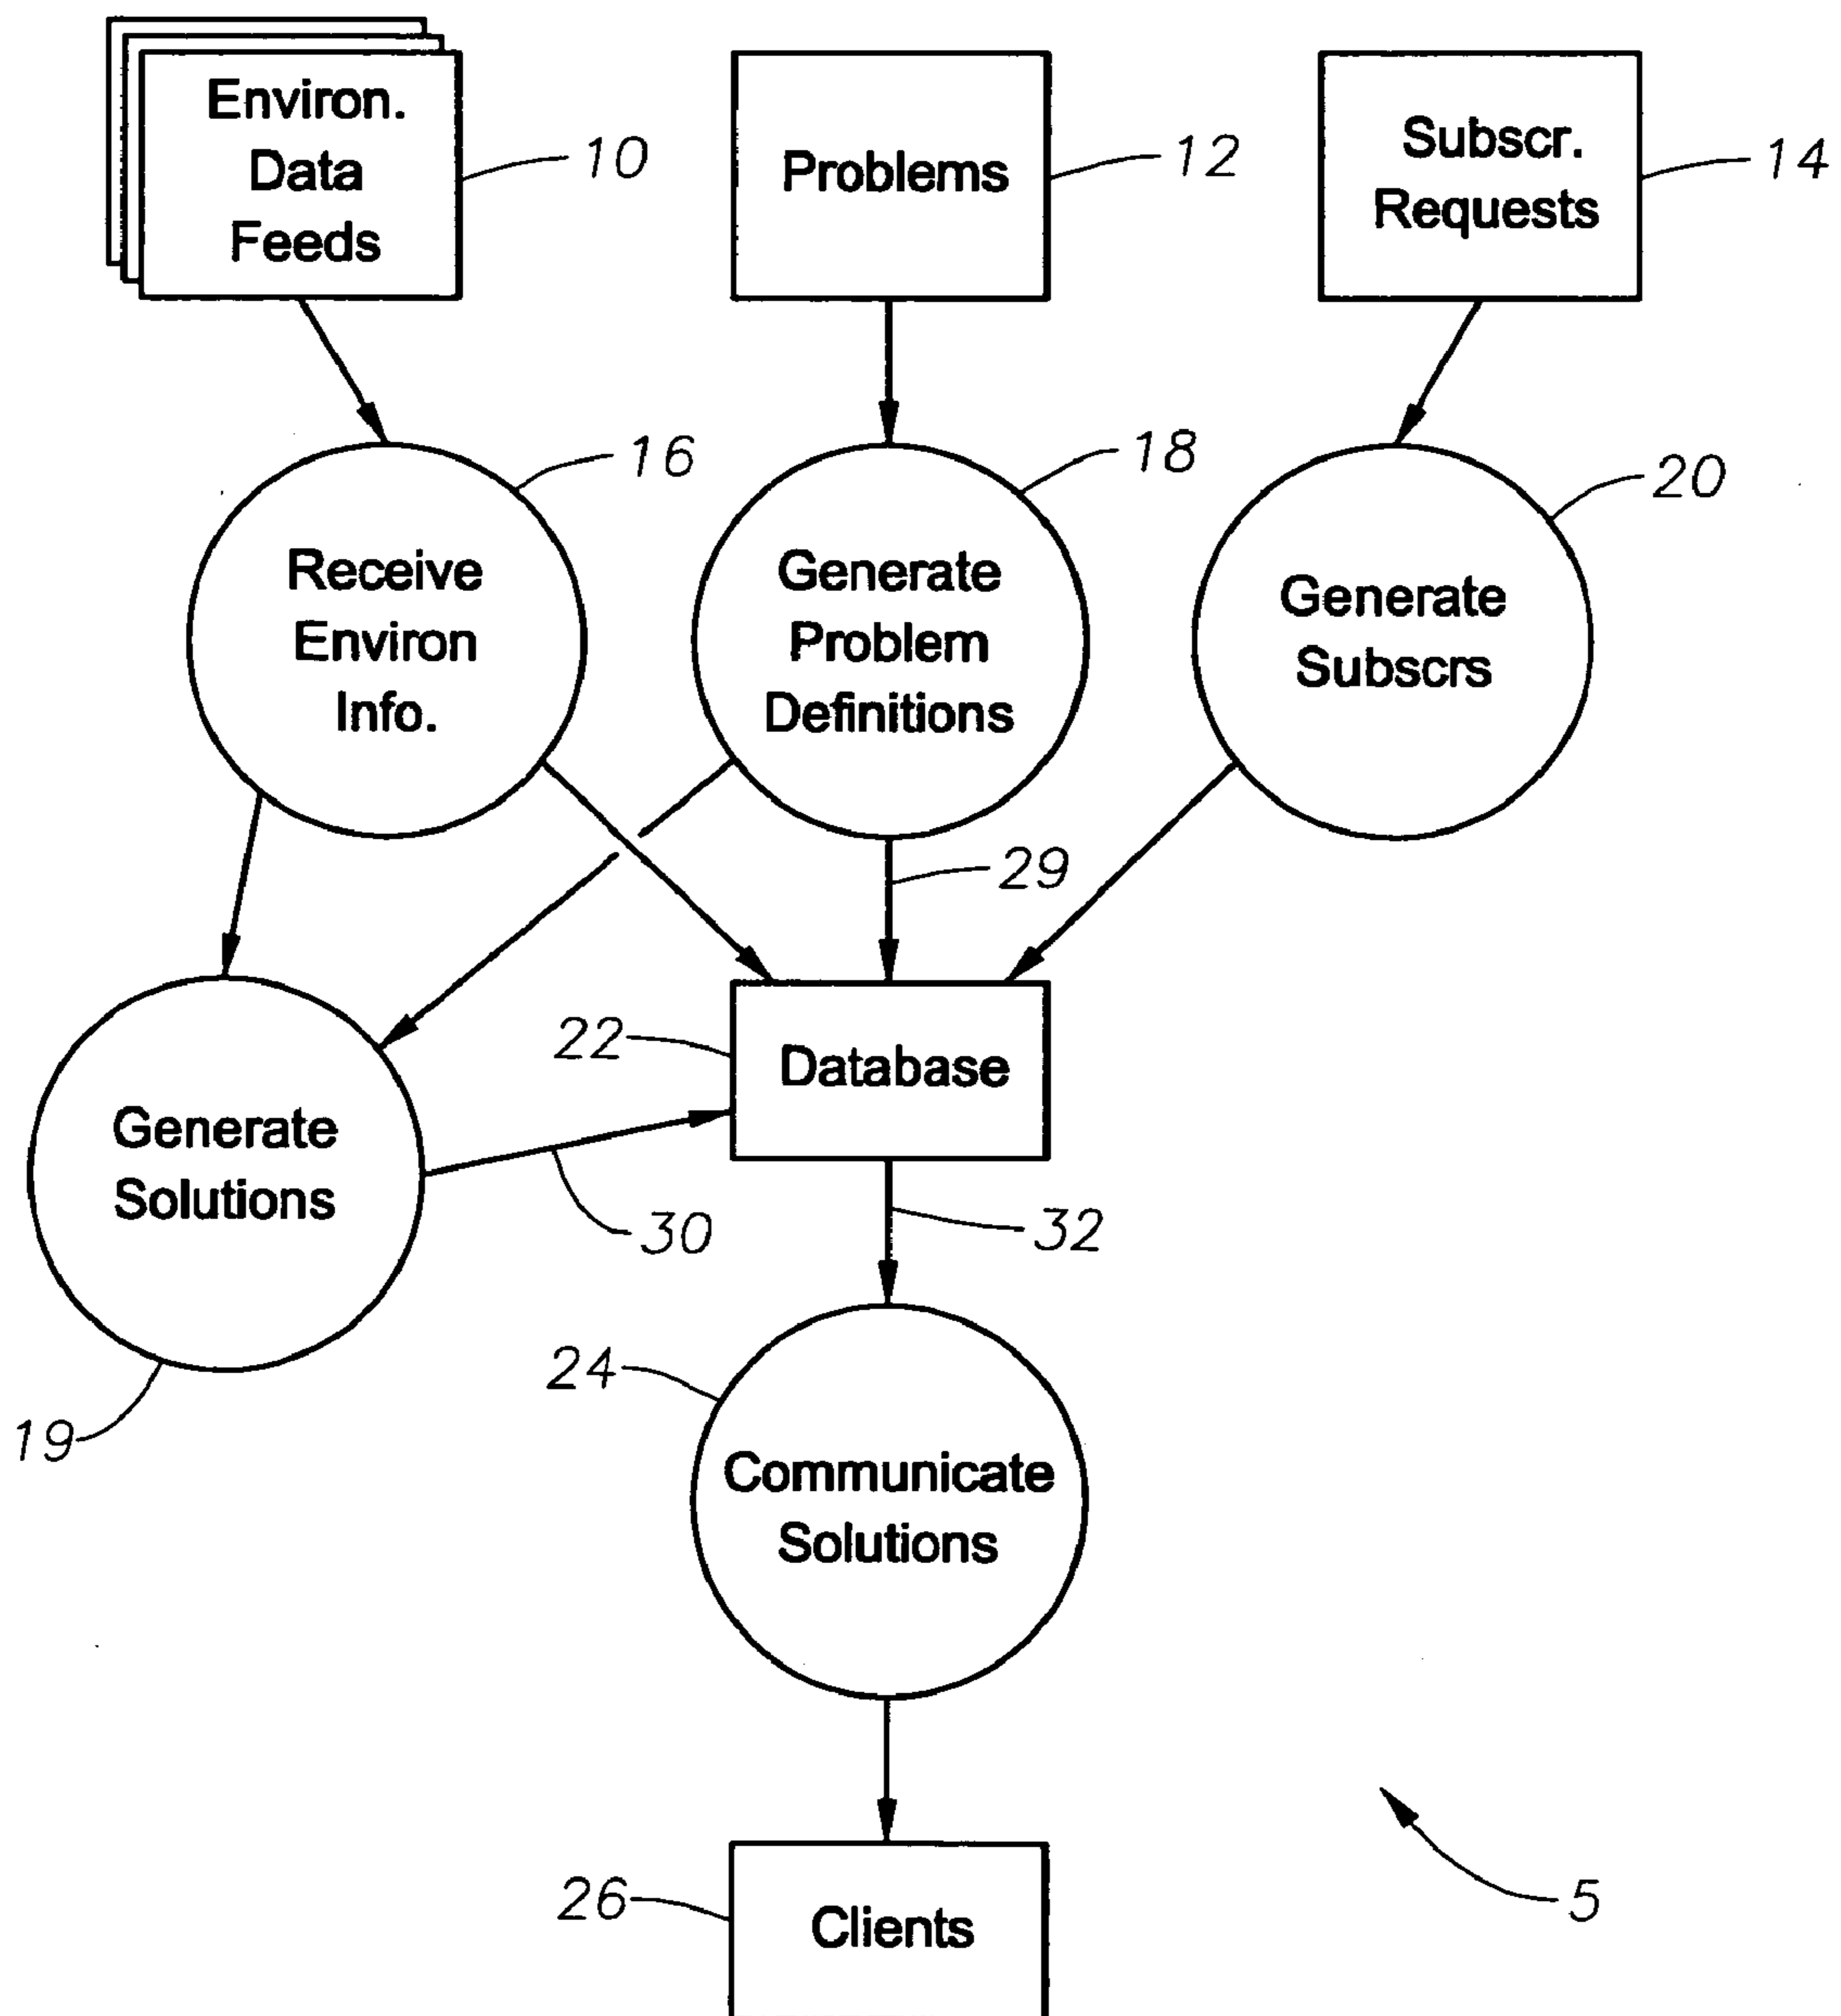 Environ.
Data
Feeds
10
Problems
12
Subscr.
Requests
14
Receive
Environ
Info.
16
Generate
Problem
Definitions
18
Generate
Subscrs
20
29
22
Database
Generate
Solutions
30
32
19
24
Communicate
Solutions
26
Clients
5